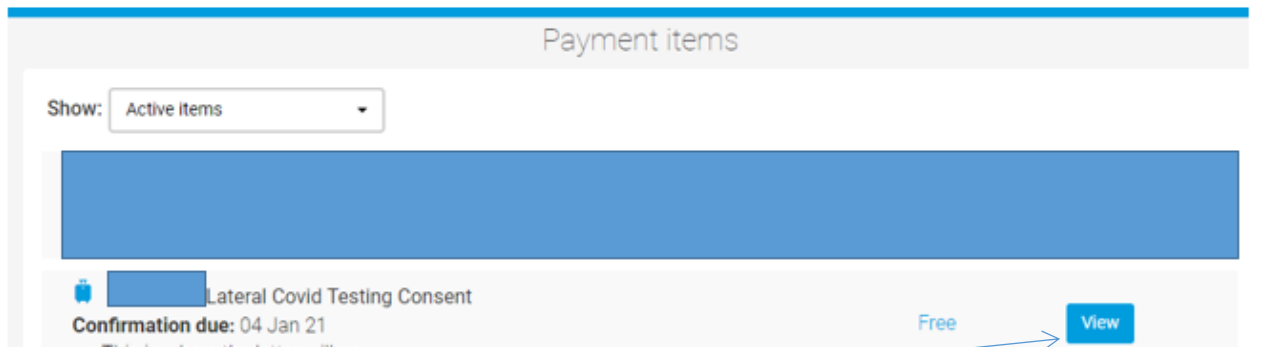 Payment items
Show: Active items
Lateral Covid Testing Consent
Confirmation due: 04 Jan 21
Free
View